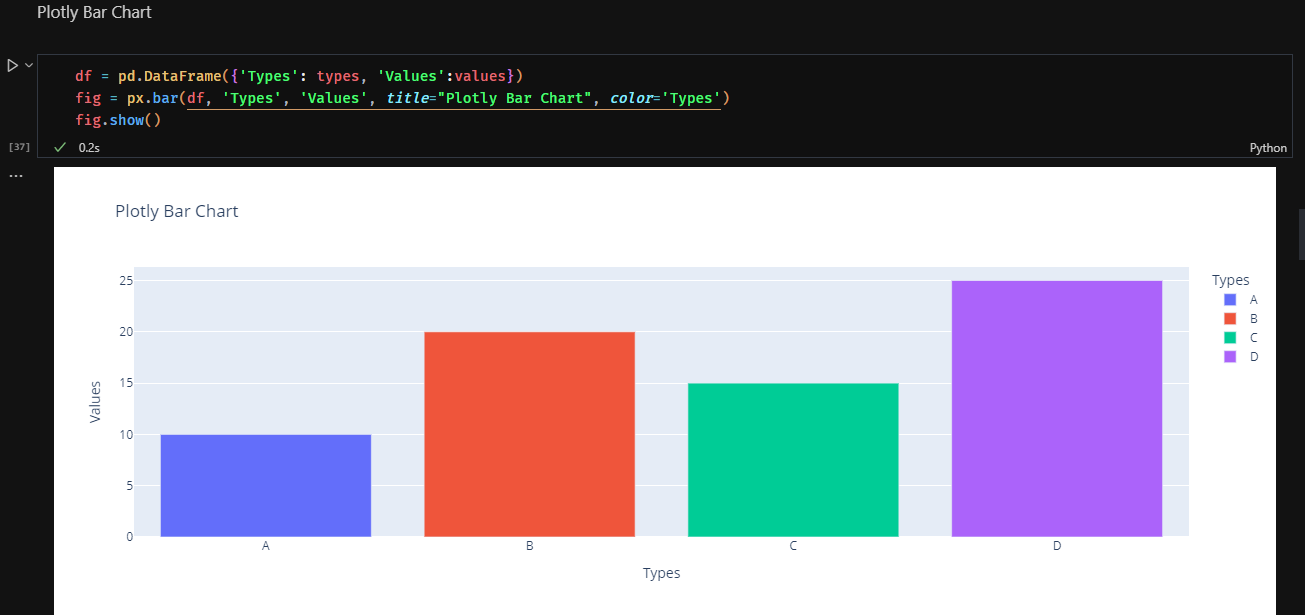 Plotly Bar Chart
df = pd.DataFrame({'Types': types, 'Values':values})
fig = px.bar(df, 'Types', 'Values', title="Plotly Bar Chart", color='Types')
fig.show()
[37] 0.2s Python
...
Plotly Bar Chart
Types
A
B
C
D
Values
25
20
15
10
5
0
A B C D
Types